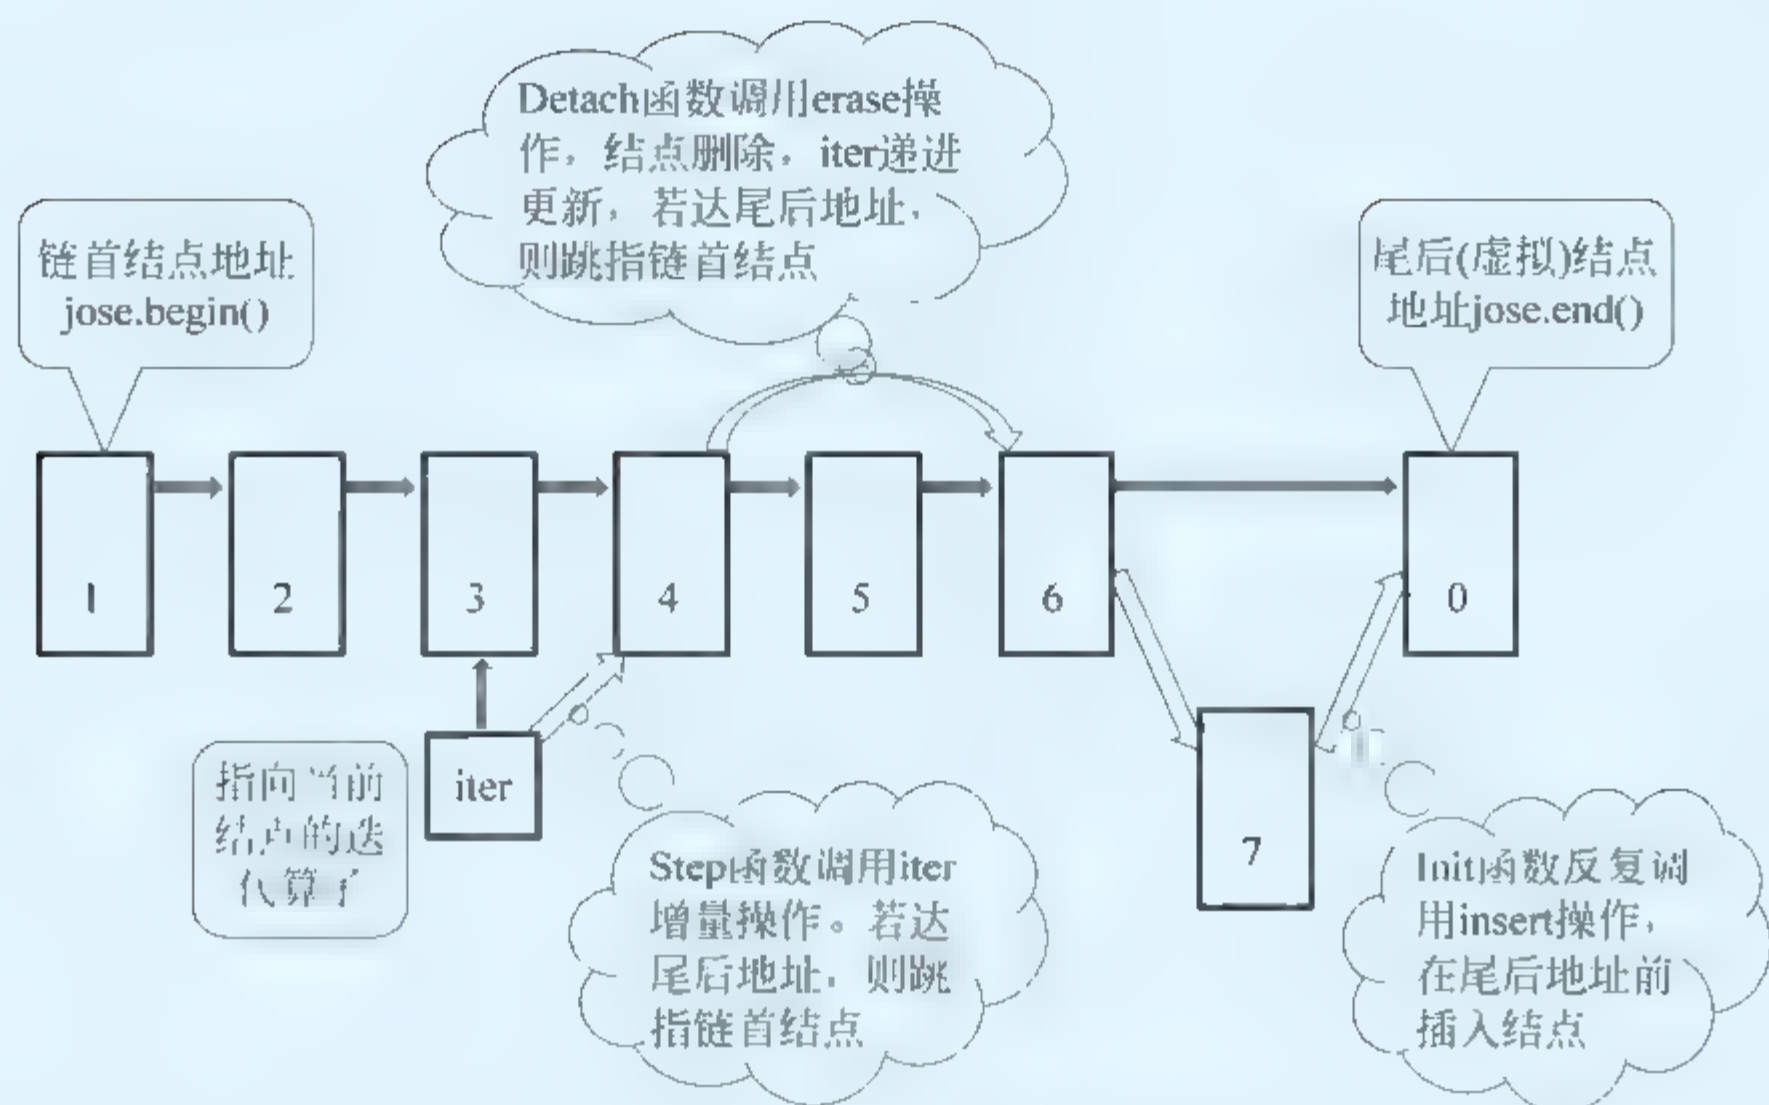 Detach函数调用erase操
作，结点删除，iter递进
更新，若达尾后地址，
则跳指链首结点
链首结点地址
jose.begin()
尾后(虚拟)结点
地址jose.end()
1
2
3
4
5
6
0
iter
指向当前
结点的迭
代算子
7
Step函数调用iter
增量操作。若达
尾后地址，则跳
指链首结点
Init函数反复调
用insert操作，
在尾后地址前
插入结点